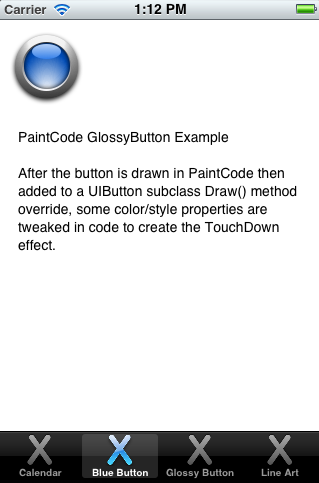 Carrier 1:12 PM
PaintCode GlossyButton Example
After the button is drawn in PaintCode then
added to a UIButton subclass Draw() method
override, some color/style properties are
tweaked in code to create the TouchDown
effect.
Calendar Blue Button Glossy Button Line Art